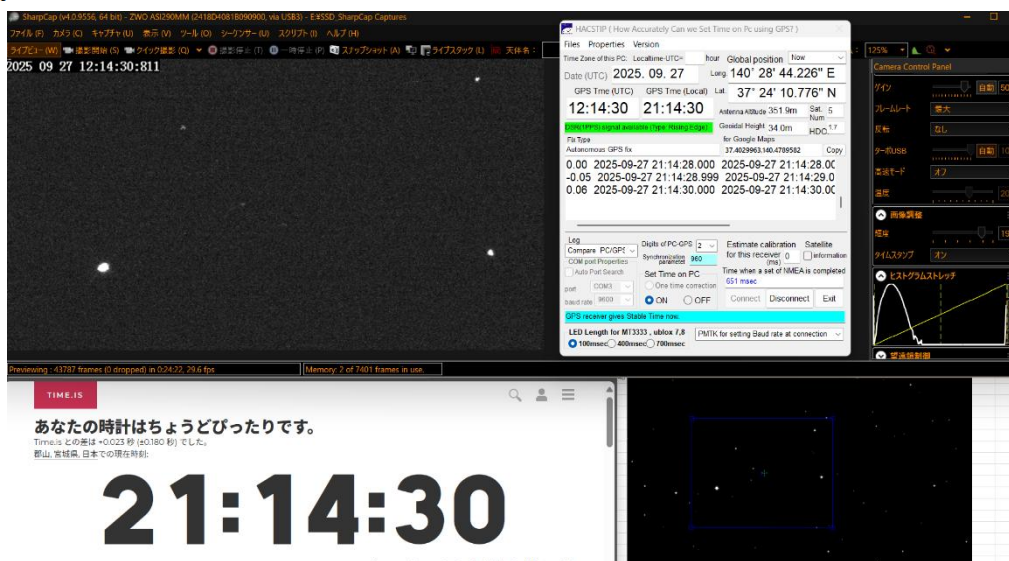 SharpCap (v4.0.9556, 64 bit) - ZWO ASI290MM (2418D4081B090900, via USB3) - E:¥SSD_SharpCap Captures
ファイル (F) カメラ (C) キャプチャ (U) 表示 (V) ツール (O) シーケンサー (U) スクリプト (I) ヘルプ (H)
ライブビュー (W) 撮影開始 (S) クイック撮影 (Q) 撮影停止 (T) 一時停止 (P) スナップショット (A) ライブスタック (L) 天体名 :
125%
2025 09 27 12:14:30:811
HACSTIP ( How Accurately Can we Set Time on Pc using GPS? )
Files Properties Version
Time Zone of this PC: Localtime-UTC= hour
Global position Now
Date (UTC) 2025. 09. 27
Long. 140° 28' 44.226" E
GPS Tme (UTC) GPS Tme (Local)
Lat. 37° 24' 10.776" N
12:14:30 21:14:30
Antenna Altitude 351.9m Sat. Num 5
DSR(1PPS) signal available (Type: Rising Edge)
Geoidal Height 34.0m HDOC 1.7
Fix Type
for Google Maps
Autonomous GPS fix
37.4029963,140.4789582 Copy
0.00 2025-09-27 21:14:28.000 2025-09-27 21:14:28.00
-0.05 2025-09-27 21:14:28.999 2025-09-27 21:14:29.0
0.06 2025-09-27 21:14:30.000 2025-09-27 21:14:30.00
Log
Compare PC/GPS
Digits of PC-GPS 2
Synchronization parameter 960
Estimate calibration for this receiver 0 (ms)
Satellite information
COM port Properties
Auto Port Search
Set Time on PC
Time when a set of NMEA is completed
651 msec
port COM3
One time correction
baud rate 9600
ON OFF
Connect Disconnect Exit
GPS receiver gives Stable Time now.
LED Length for MT3333 , ublox 7,8
100msec 400msec 700msec
PMTK for setting Baud rate at connection
Camera Control Panel
ゲイン 自動 50
フレームレート 最大
反転 なし
ターボUSB 自動 10
高速モード オフ
温度 20
画像調整
輝度 19
タイムスタンプ オン
ヒストグラムストレッチ
望遠鏡制御
Previewing : 43787 frames (0 dropped) in 0:24:22, 29.6 fps
Memory: 2 of 7401 frames in use.
TIME.IS
あなたの時計はちょうどぴったりです。
Time.is との差は +0.023 秒 (±0.180 秒) でした。
郡山, 宮城県, 日本での現在時刻:
21:14:30